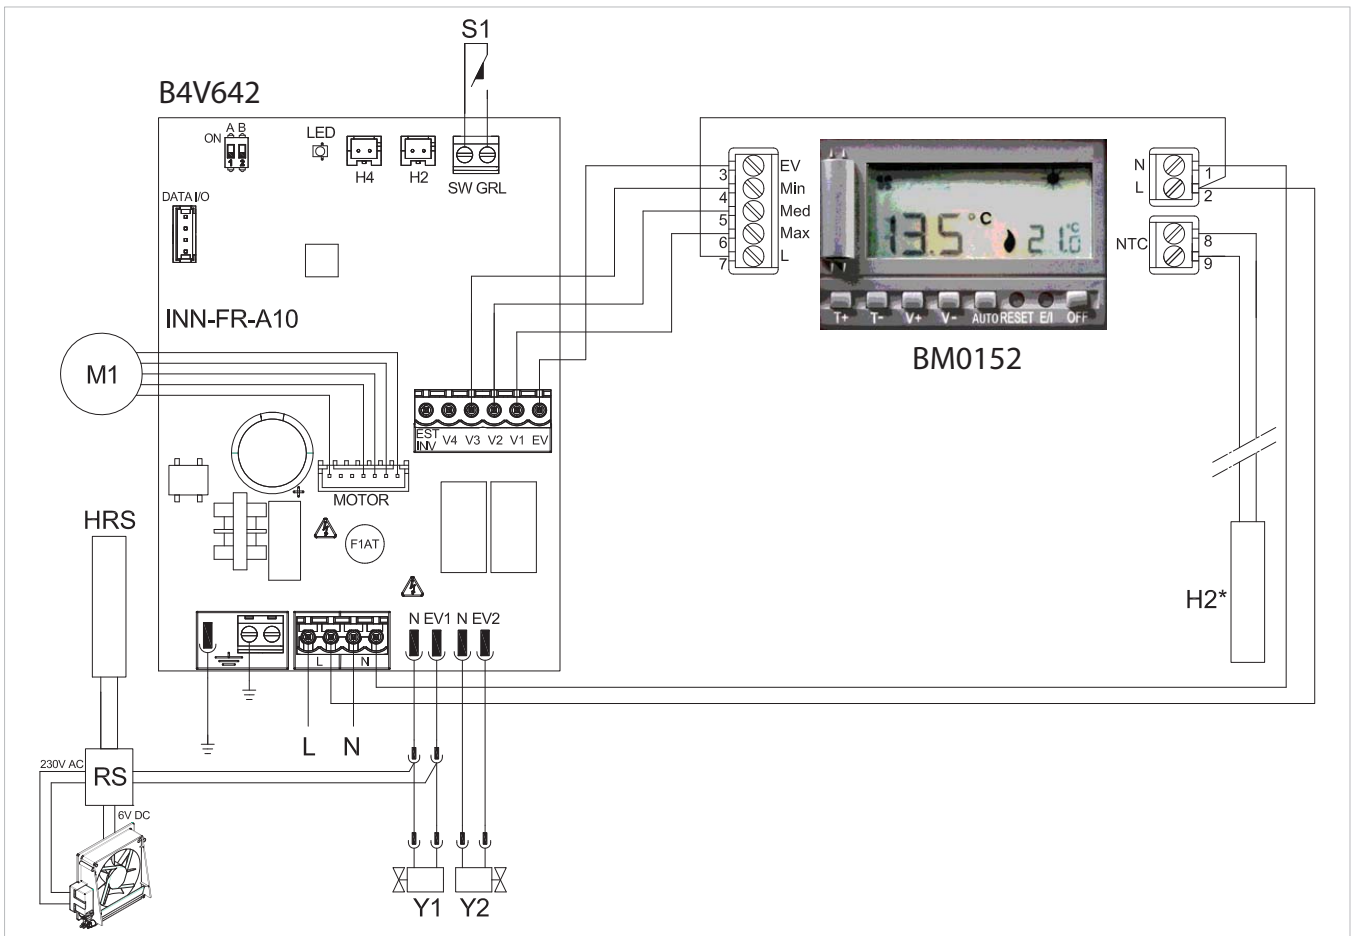 S1
B4V642
ON
A B
1 2
LED
H4
H2
SW GRL
DATA I/O
INN-FR-A10
M1
MOTOR
F1AT
EST INV
V4
V3
V2
V1
EV
3
4
5
6
7
EV
Min
Med
Max
L
13.5 °C
21.0 °C
T+
T-
V+
V-
AUTO
RESET
E/I
OFF
BM0152
N
L
1
2
NTC
8
9
H2*
HRS
RS
230V AC
6V DC
L
N
N EV1 N EV2
L
N
Y1
Y2